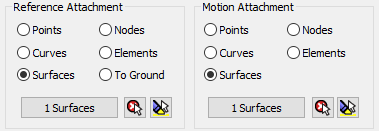 Reference Attachment
Points Nodes
Curves Elements
Surfaces To Ground
1 Surfaces
Motion Attachment
Points Nodes
Curves Elements
Surfaces
1 Surfaces